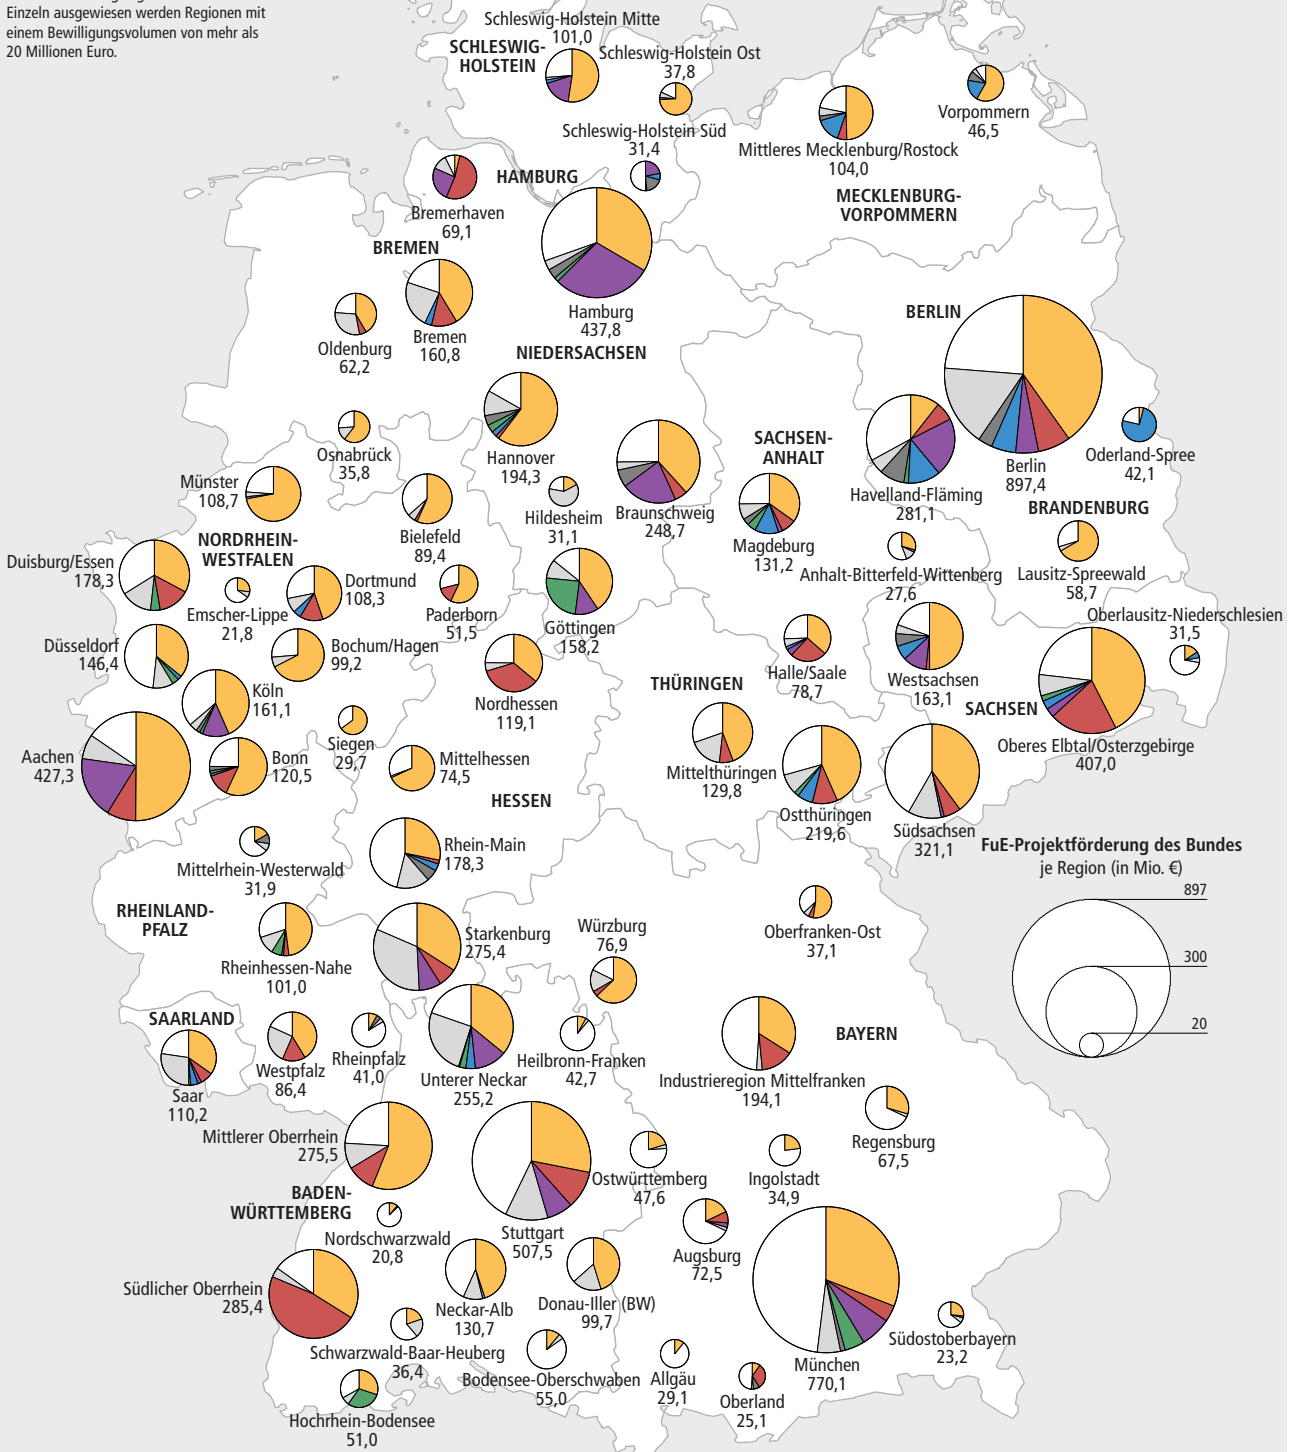 Einzeln ausgewiesen werden Regionen mit
einem Bewilligungsvolumen von mehr als
20 Millionen Euro.
Schleswig-Holstein Mitte
101,0
SCHLESWIG-
HOLSTEIN
Schleswig-Holstein Ost
37,8
Schleswig-Holstein Süd
31,4
Vorpommern
46,5
Mittleres Mecklenburg/Rostock
104,0
MECKLENBURG-
VORPOMMERN
HAMBURG
Bremerhaven
69,1
BREMEN
Hamburg
437,8
Bremen
160,8
Oldenburg
62,2
NIEDERSACHSEN
BERLIN
Berlin
897,4
Oderland-Spree
42,1
Osnabrück
35,8
Hannover
194,3
SACHSEN-
ANHALT
Havelland-Fläming
281,1
BRANDENBURG
Münster
108,7
Bielefeld
89,4
Hildesheim
31,1
Braunschweig
248,7
Magdeburg
131,2
Anhalt-Bitterfeld-Wittenberg
27,6
Lausitz-Spreewald
58,7
NORDRHEIN-
WESTFALEN
Duisburg/Essen
178,3
Emscher-Lippe
21,8
Dortmund
108,3
Paderborn
51,5
Göttingen
158,2
Oberlausitz-Niederschlesien
31,5
Düsseldorf
146,4
Bochum/Hagen
99,2
Nordhessen
119,1
Halle/Saale
78,7
Westsachsen
163,1
THÜRINGEN
SACHSEN
Köln
161,1
Siegen
29,7
Oberes Elbtal/Osterzgebirge
407,0
Aachen
427,3
Bonn
120,5
Mittelhessen
74,5
HESSEN
Mittelthüringen
129,8
Ostthüringen
219,6
Südsachsen
321,1
FuE-Projektförderung des Bundes
je Region (in Mio. €)
897
300
20
Mittelrhein-Westerwald
31,9
Rhein-Main
178,3
RHEINLAND-
PFALZ
Rheinhessen-Nahe
101,0
Starkenburg
275,4
Würzburg
76,9
Oberfranken-Ost
37,1
SAARLAND
Saar
110,2
Westpfalz
86,4
Rheinpfalz
41,0
Unterer Neckar
255,2
Heilbronn-Franken
42,7
Industrieregion Mittelfranken
194,1
BAYERN
Regensburg
67,5
Mittlerer Oberrhein
275,5
Ostwürttemberg
47,6
Ingolstadt
34,9
BADEN-
WÜRTTEMBERG
Nordschwarzwald
20,8
Stuttgart
507,5
Augsburg
72,5
Südlicher Oberrhein
285,4
Neckar-Alb
130,7
Donau-Iller (BW)
99,7
Schwarzwald-Baar-Heuberg
36,4
Bodensee-Oberschwaben
55,0
Allgäu
29,1
Oberland
25,1
München
770,1
Südostoberbayern
23,2
Hochrhein-Bodensee
51,0